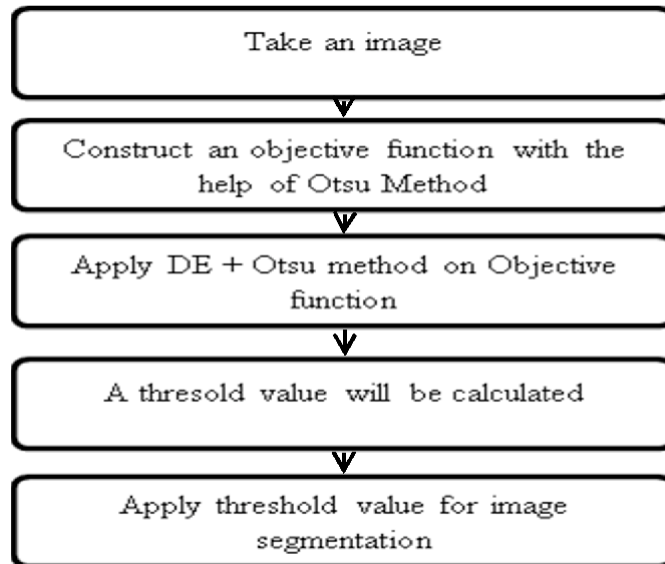 Take an image
Construct an objective function with the
help of Otsu Method
Apply DE + Otsu method on Objective
function
A thresold value will be calculated
Apply threshold value for image
segmentation